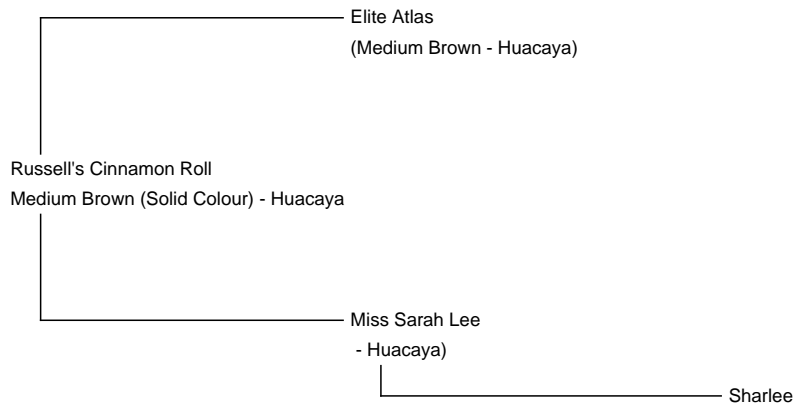 Elite Atlas
(Medium Brown - Huacaya)
Russell's Cinnamon Roll
Medium Brown (Solid Colour) - Huacaya
Miss Sarah Lee
- Huacaya)
Sharlee